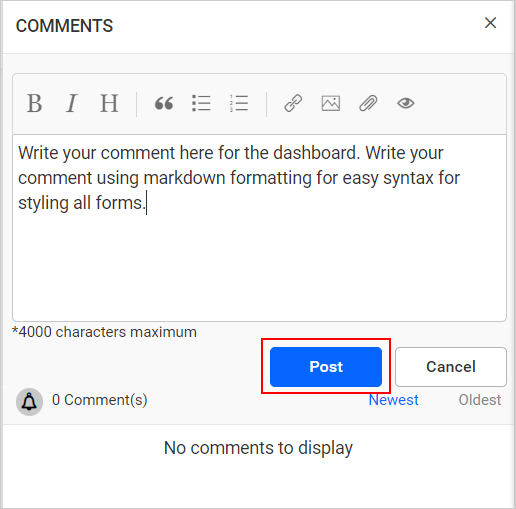 COMMENTS
B I H
Write your comment here for the dashboard. Write your
comment using markdown formatting for easy syntax for
styling all forms.
*4000 characters maximum
Post Cancel
0 Comment(s) Newest Oldest
No comments to display